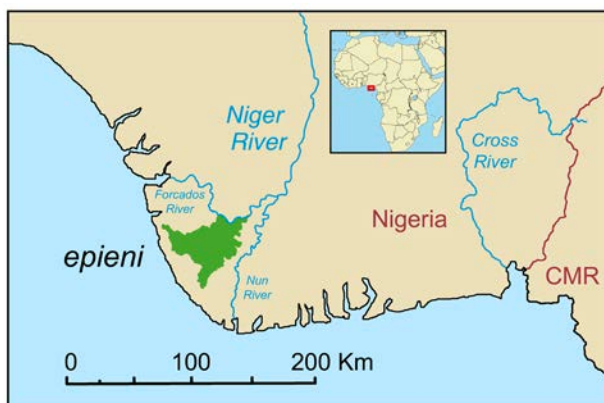 Niger
River
Cross
River
Forcados
River
Nigeria
epieni
Nun
River
CMR
0
100
200 Km